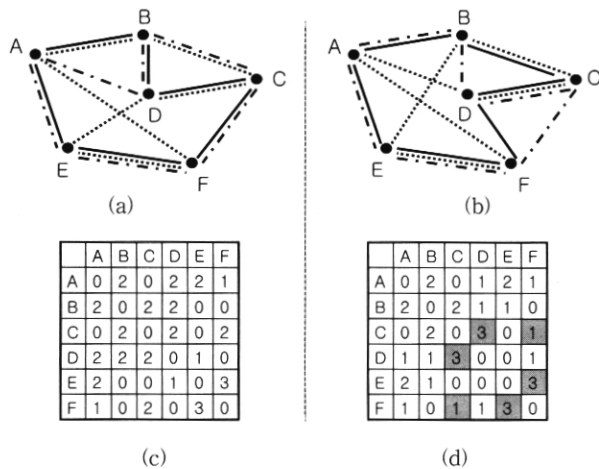 B
A
C
D
E
F
(a)
B
A
C
D
E
F
(b)
A B C D E F
A 0 2 0 2 2 1
B 2 0 2 2 0 0
C 0 2 0 2 0 2
D 2 2 2 0 1 0
E 2 0 0 1 0 3
F 1 0 2 0 3 0
(c)
A B C D E F
A 0 2 0 1 2 1
B 2 0 2 1 1 0
C 0 2 0 3 0 1
D 1 1 3 0 0 1
E 2 1 0 0 0 3
F 1 0 1 1 3 0
(d)